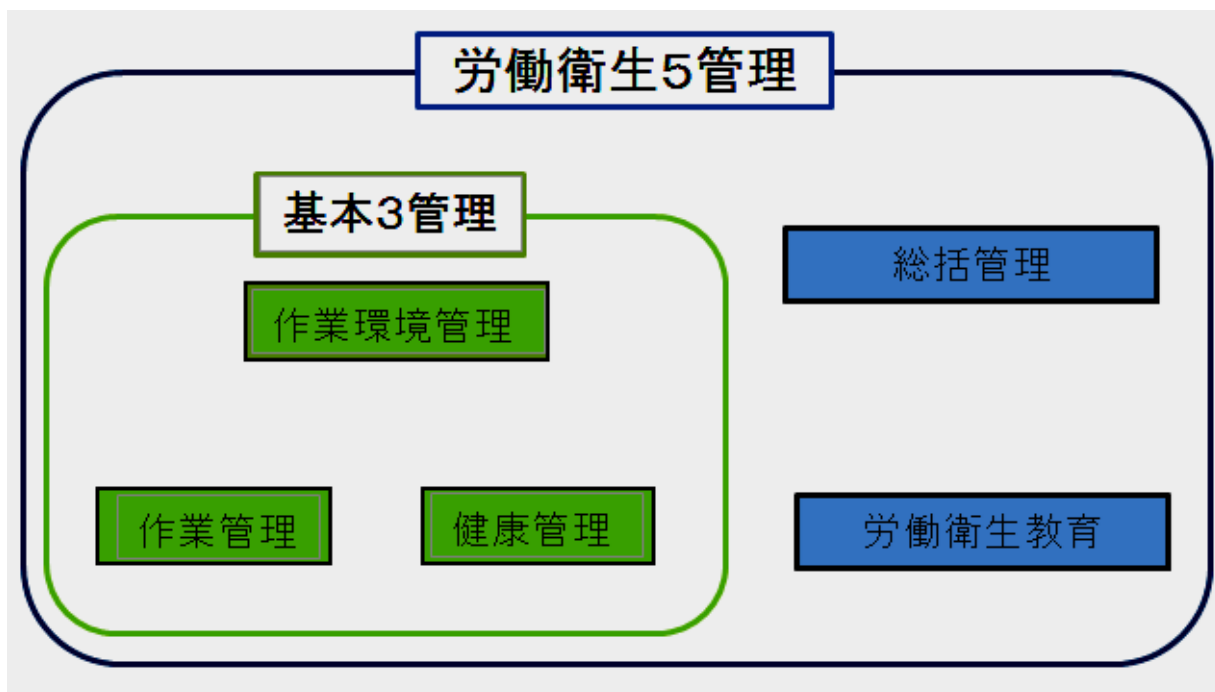 労働衛生5管理
基本3管理
作業環境管理
作業管理
健康管理
総括管理
労働衛生教育